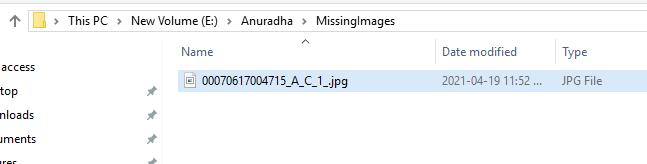 This PC > New Volume (E:) > Anuradha > MissingImages
Name Date modified Type
access
top
00070617004715_A_C_1_.jpg 2021-04-19 11:52 ... JPG File
nloads
uments
ures